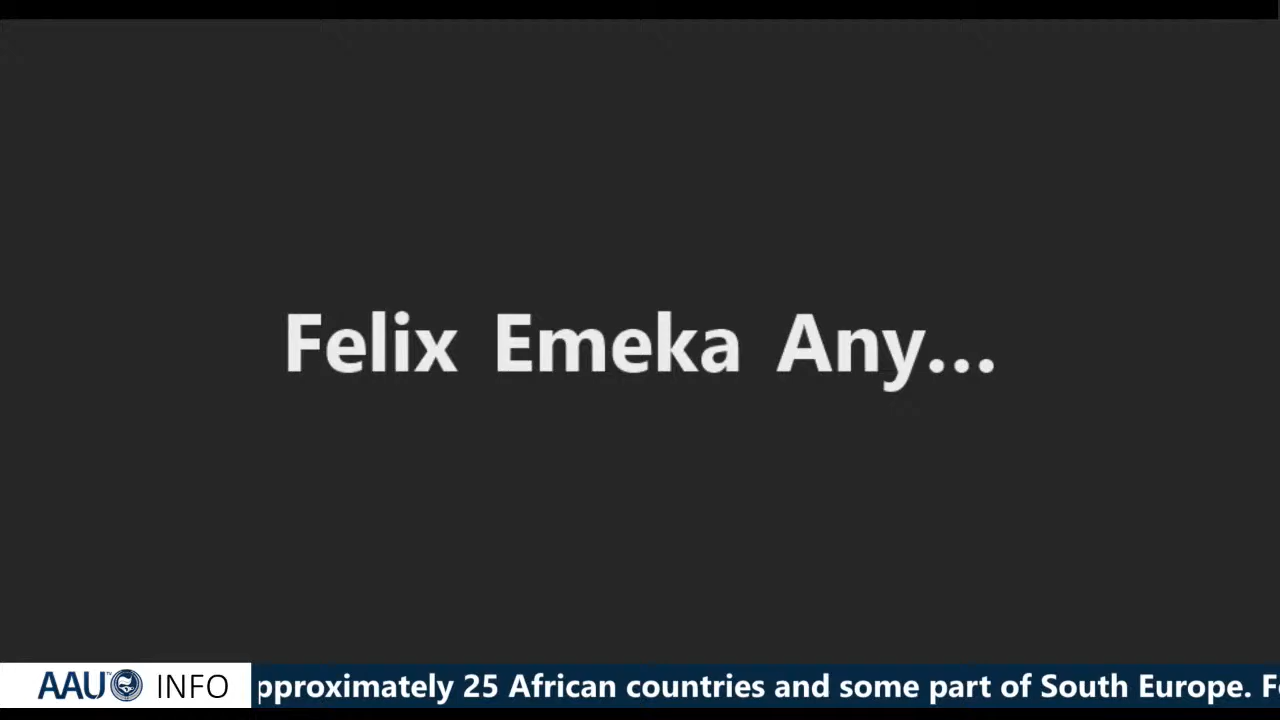 Felix Emeka Any...
AAU INFO
pproximately 25 African countries and some part of South Europe. F